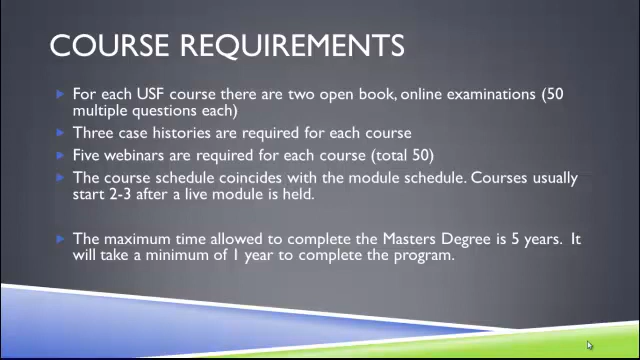 COURSE REQUIREMENTS
For each USF course there are two open book, online examinations (50
multiple questions each)
Three case histories are required for each course
Five webinars are required for each course (total 50)
The course schedule coincides with the module schedule. Courses usually
start 2-3 after a live module is held.
The maximum time allowed to complete the Masters Degree is 5 years. It
will take a minimum of 1 year to complete the program.